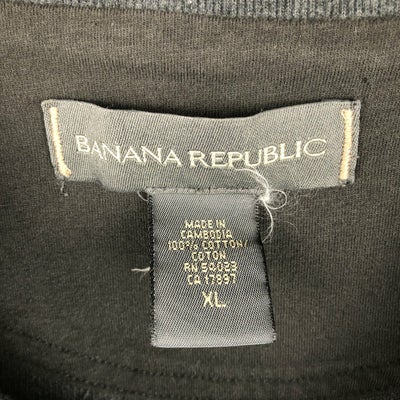 BANANA REPUBLIC
MADE IN
CAMBODIA
100% COTTON/
COTON
RN 54023
CA 17897
XL